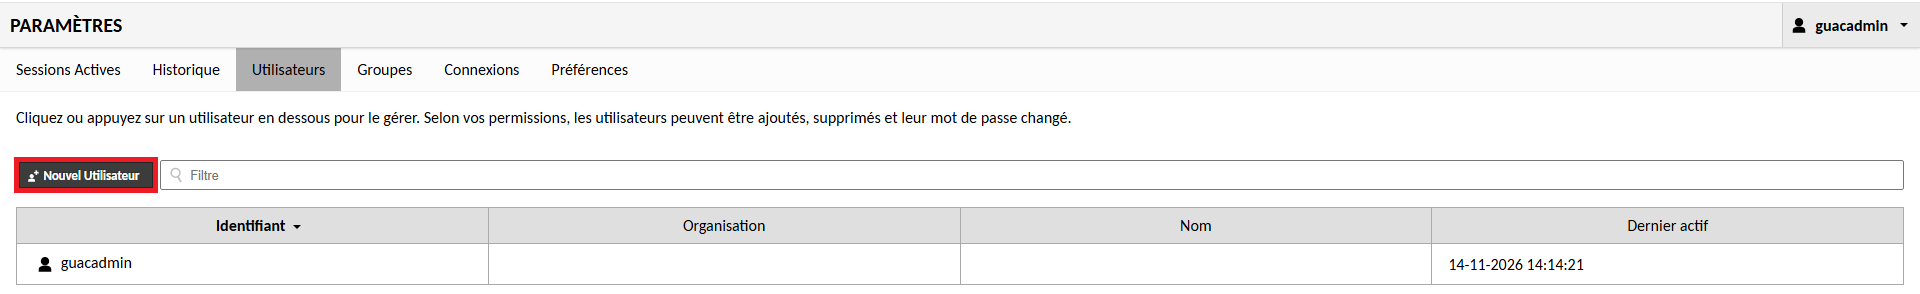 PARAMÈTRES
guacadmin
Sessions Actives Historique Utilisateurs Groupes Connexions Préférences
Cliquez ou appuyez sur un utilisateur en dessous pour le gérer. Selon vos permissions, les utilisateurs peuvent être ajoutés, supprimés et leur mot de passe changé.
Nouvel Utilisateur Filtre
Identifiant Organisation Nom Dernier actif
guacadmin 14-11-2026 14:14:21